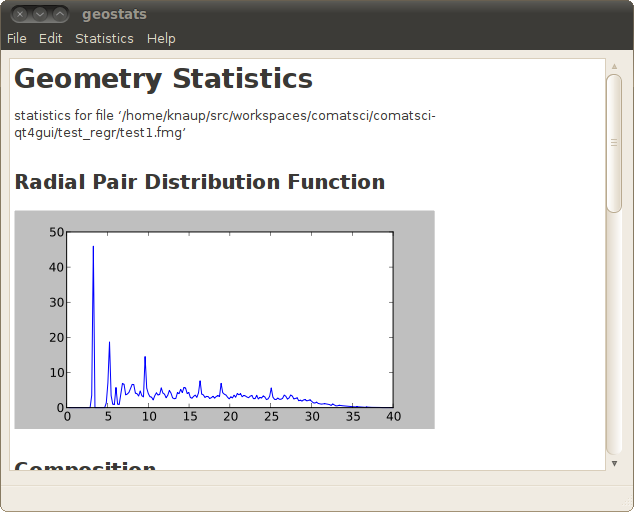 geostats
File Edit Statistics Help
Geometry Statistics
statistics for file ‘/home/knaup/src/workspaces/comatsci/comatsci-
qt4gui/test_regr/test1.fmg’
Radial Pair Distribution Function
50
40
30
20
10
0
0 5 10 15 20 25 30 35 40
Composition